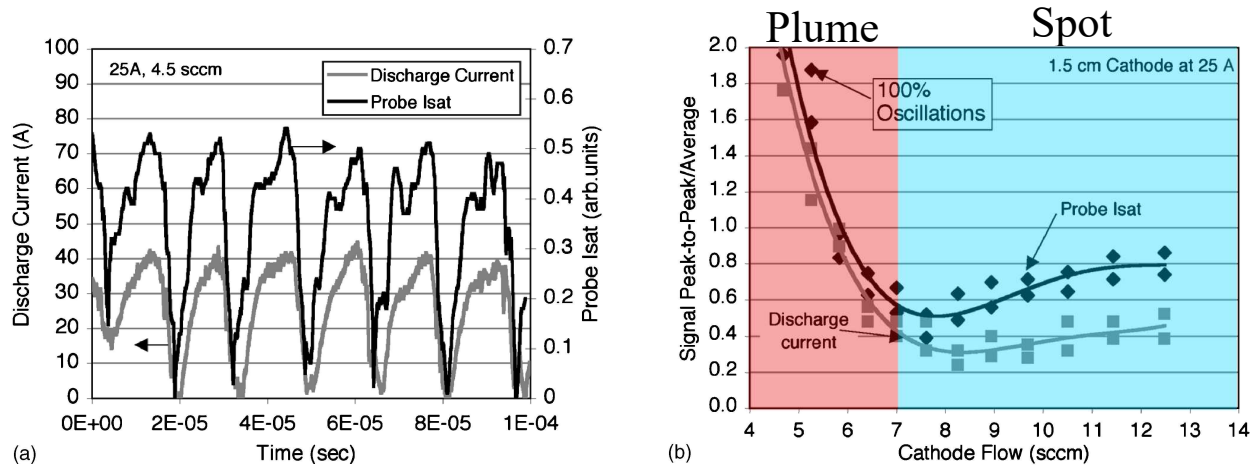 25A, 4.5 sccm
Discharge Current
Probe Isat
100
90
80
70
60
50
40
30
20
10
0
Discharge Current (A)
0.7
0.6
0.5
0.4
0.3
0.2
0.1
0
Probe Isat (arb.units)
0E+00 2E-05 4E-05 6E-05 8E-05 1E-04
Time (sec)
(a)
Plume Spot
1.5 cm Cathode at 25 A
100%
Oscillations
Probe Isat
Discharge
current
2.0
1.8
1.6
1.4
1.2
1.0
0.8
0.6
0.4
0.2
0.0
Signal Peak-to-Peak/Average
4 5 6 7 8 9 10 11 12 13 14
Cathode Flow (sccm)
(b)